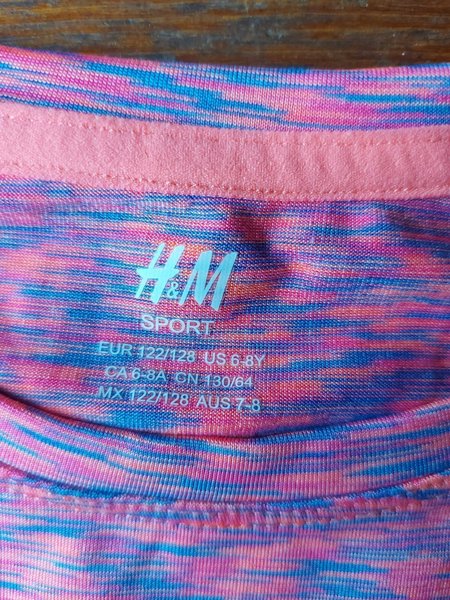 H&M
SPORT
EUR 122/128 US 6-8Y
CA 6-8A CN 130/64
MX 122/128 AUS 7-8